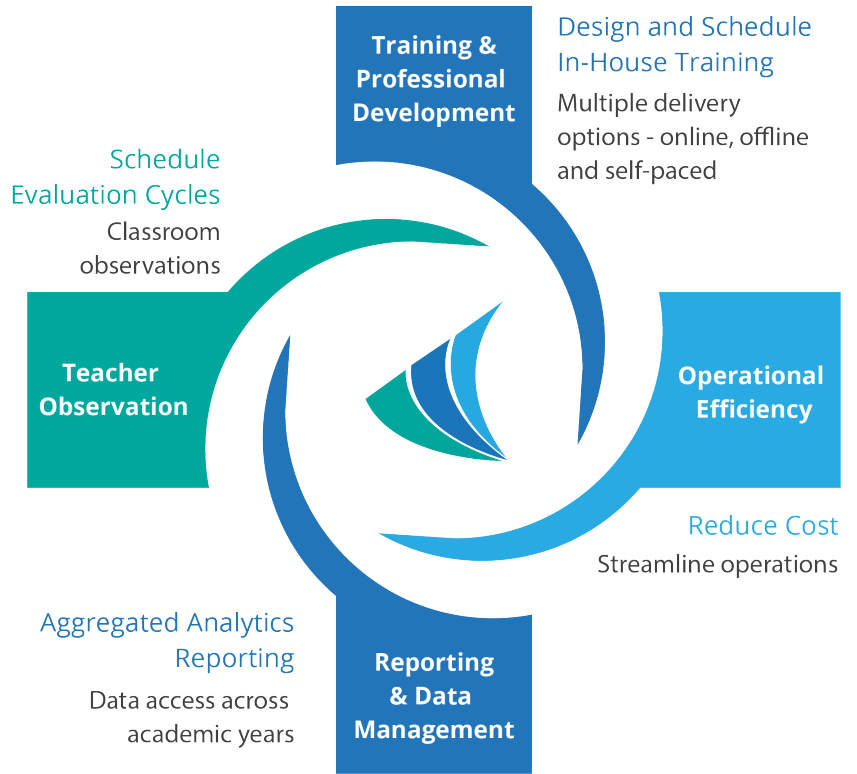 Training &
Professional
Development
Design and Schedule
In-House Training
Multiple delivery
options - online, offline
and self-paced
Schedule
Evaluation Cycles
Classroom
observations
Teacher
Observation
Operational
Efficiency
Reduce Cost
Streamline operations
Aggregated Analytics
Reporting
Data access across
academic years
Reporting
& Data
Management